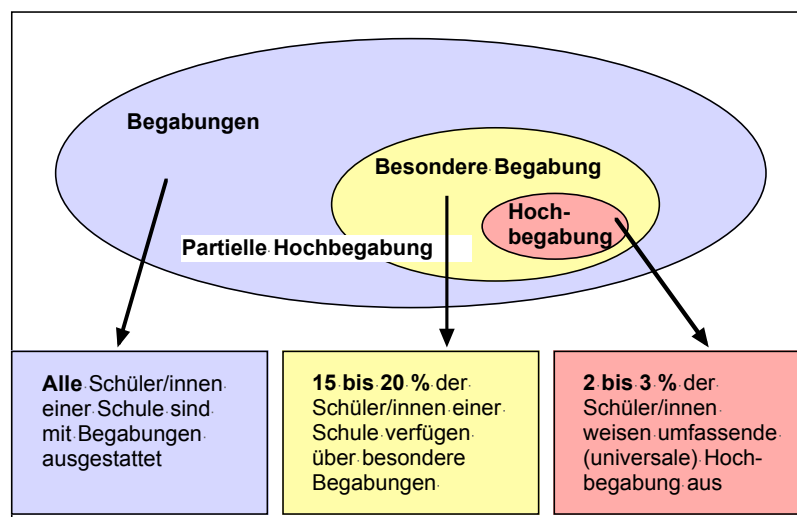 Begabungen
Besondere Begabung
Hoch-
begabung
Partielle Hochbegabung
Alle Schüler/innen
einer Schule sind
mit Begabungen
ausgestattet
15 bis 20 % der
Schüler/innen einer
Schule verfügen
über besondere
Begabungen
2 bis 3 % der
Schüler/innen
weisen umfassende
(universale) Hoch-
begabung aus